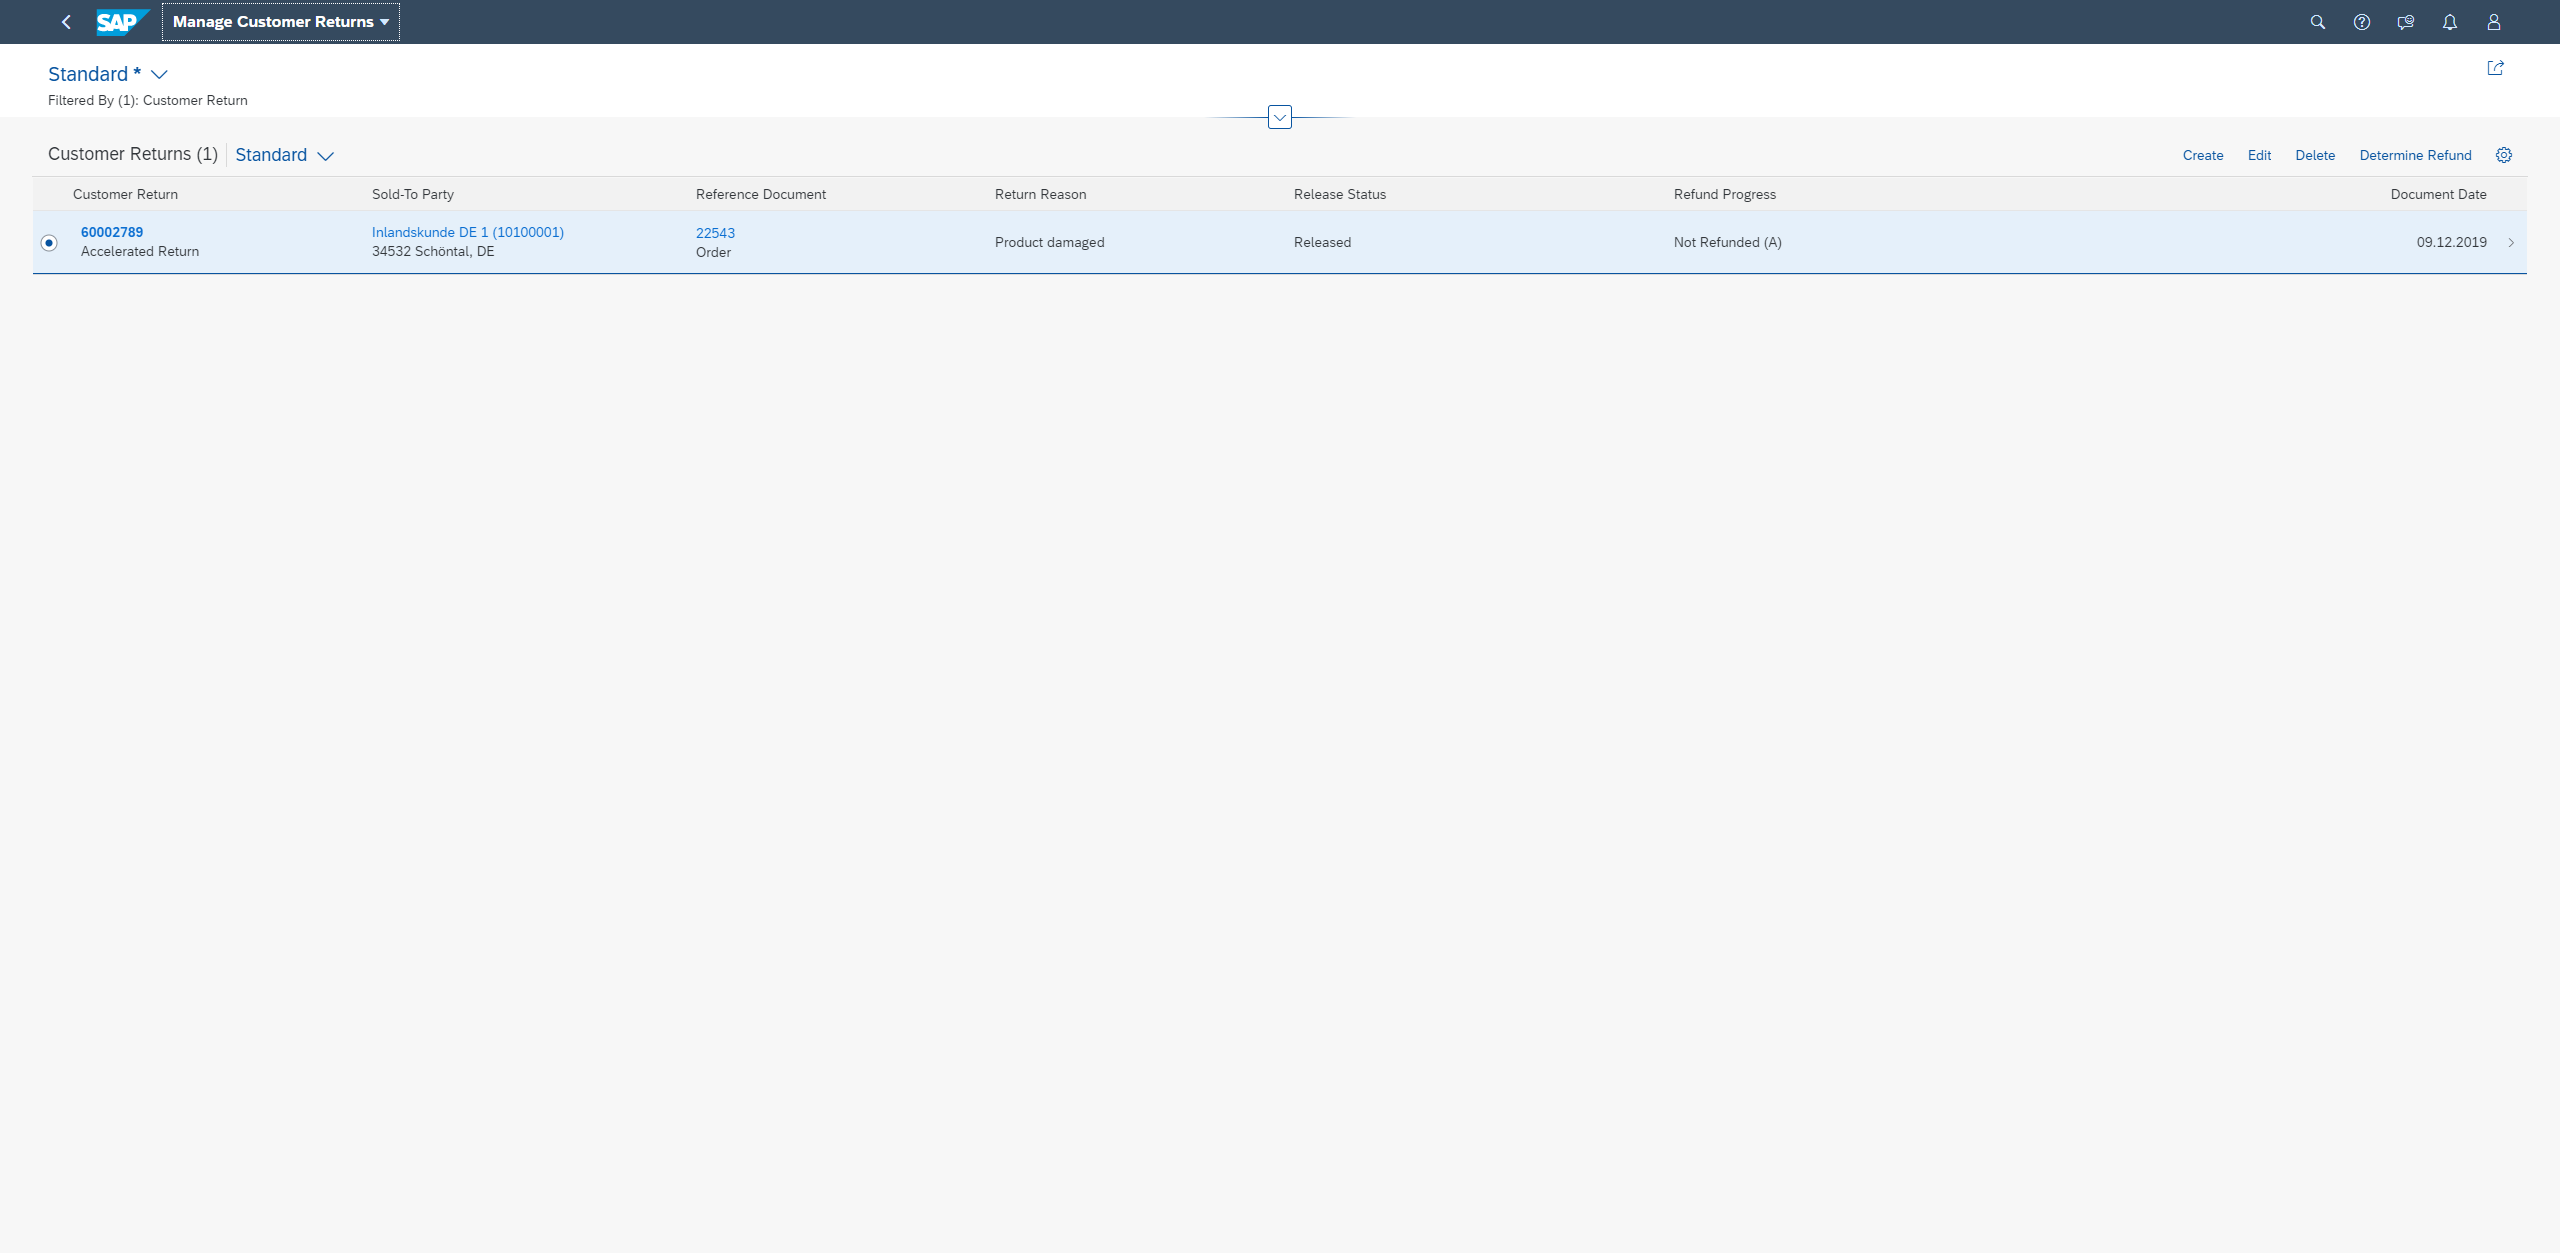 SAP Manage Customer Returns
Standard *
Filtered By (1): Customer Return
Customer Returns (1) Standard Create Edit Delete Determine Refund
Customer Return Sold-To Party Reference Document Return Reason Release Status Refund Progress Document Date
60002789 Inlandskunde DE 1 (10100001) 22543 Product damaged Released Not Refunded (A) 09.12.2019
Accelerated Return 34532 Schöntal, DE Order